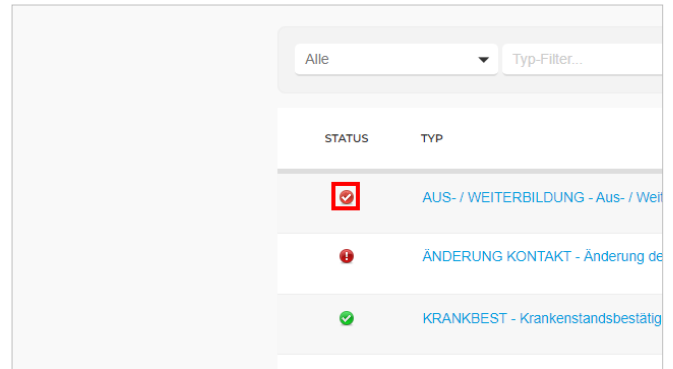 Alle Typ-Filter...
STATUS TYP
AUS- / WEITERBILDUNG - Aus- / Weit
ÄNDERUNG KONTAKT - Änderung de
KRANKBEST - Krankenstandsbestätig